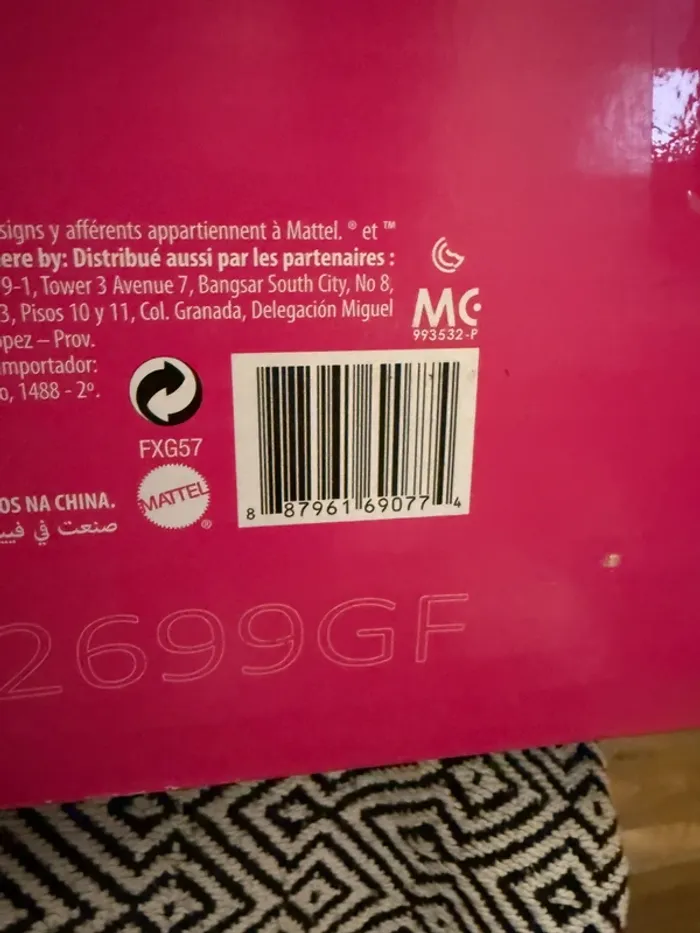 signs y afférents appartiennent à Mattel. ® et ™
ere by: Distribué aussi par les partenaires :
9-1, Tower 3 Avenue 7, Bangsar South City, No 8,
3, Pisos 10 y 11, Col. Granada, Delegación Miguel
pez – Prov.
mportador:
o, 1488 - 2º.
MC
993532-P
FXG57
MATTEL
®
OS NA CHINA.
صنعت في
8 87961 69077 4
2699GF